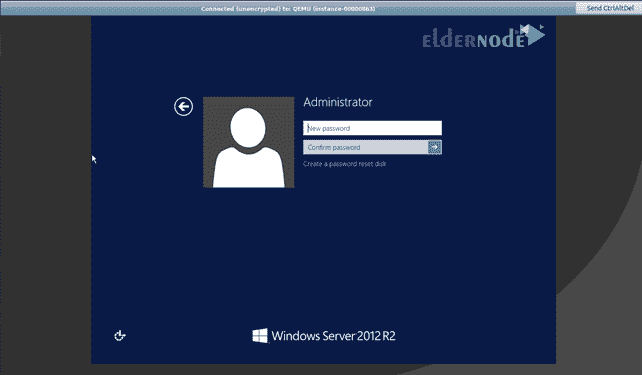 Connected (unencrypted) to: QEMU (instance-00000863)
Send CtrlAltDel
ELDERNODE
Administrator
New password
Confirm password
Create a password reset disk
Windows Server 2012 R2